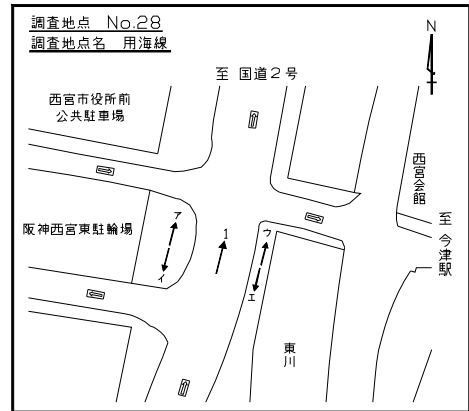 調査地点 No.28
調査地点名 用海線
N
至 国道2号
西宮市役所前
公共駐車場
西宮会館
至 今津駅
阪神西宮東駐輪場
ア
イ
1
ウ
エ
東川